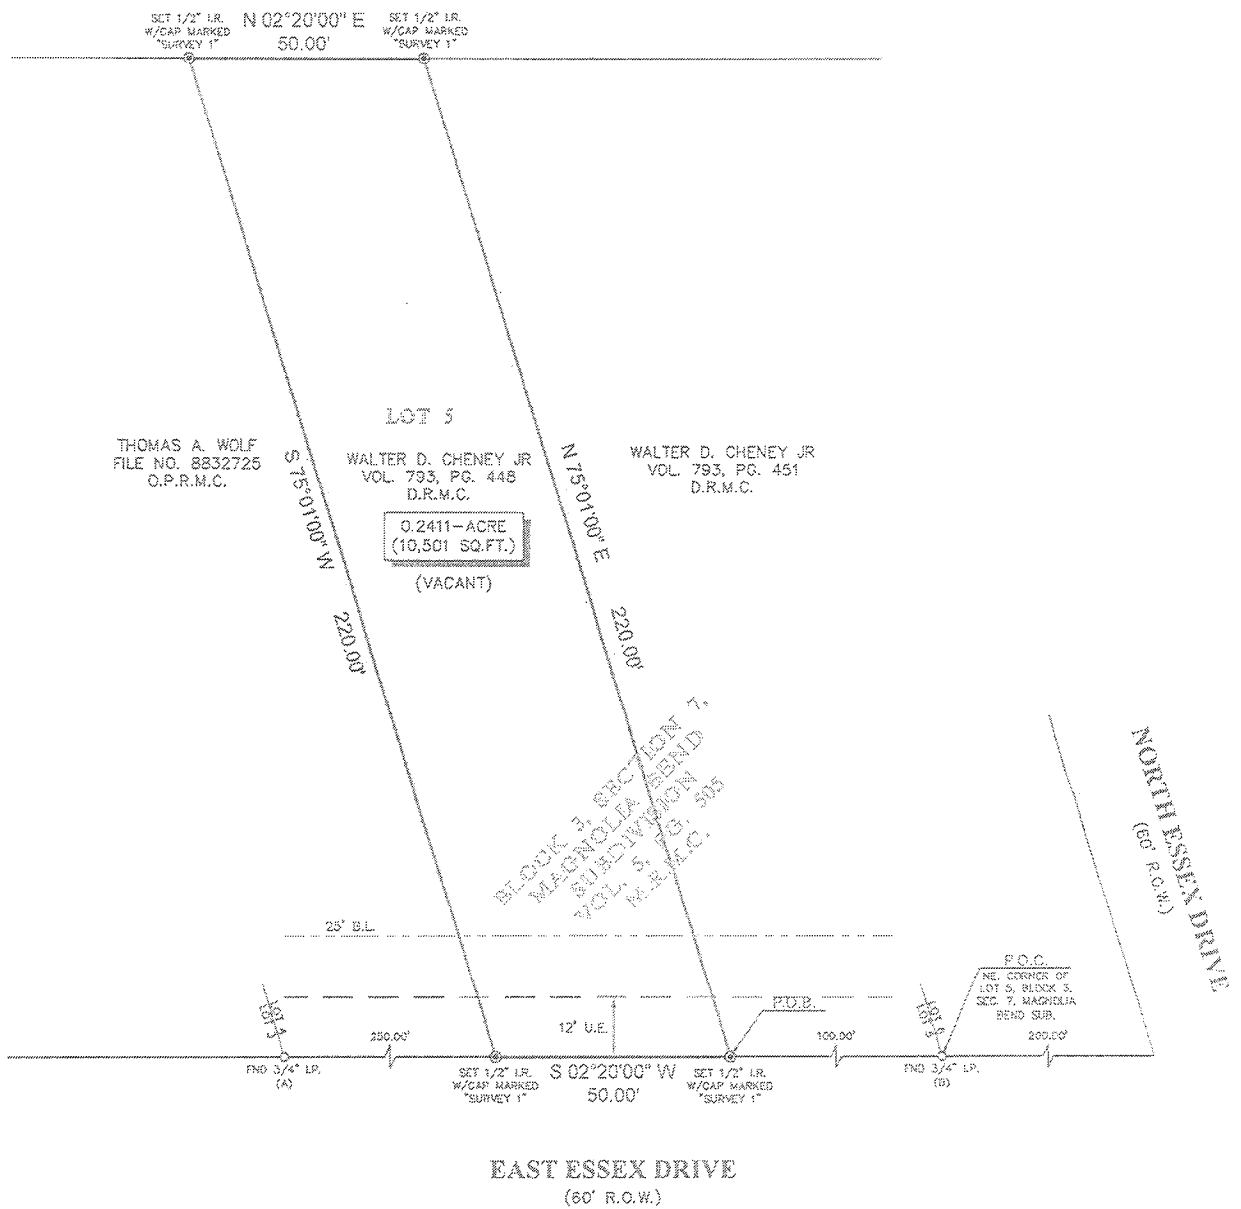 SET 1/2" I.R.
W/CAP MARKED
"SURVEY 1"
N 02°20'00" E
50.00'
SET 1/2" I.R.
W/CAP MARKED
"SURVEY 1"
LOT 5
THOMAS A. WOLF
FILE NO. 8832725
O.P.R.M.C.
S 75°01'00" W
220.00'
WALTER D. CHENEY JR
VOL. 793, PG. 448
D.R.M.C.
0.2411-ACRE
(10,501 SQ.FT.)
(VACANT)
N 75°01'00" E
220.00'
WALTER D. CHENEY JR
VOL. 793, PG. 451
D.R.M.C.
BLOCK 3, SECTION 7,
MAGNOLIA BEND
SUBDIVISION
VOL. 5, PG. 505
M.R.M.C.
NORTH ESSEX DRIVE
(60' R.O.W.)
25' B.L.
P.O.C.
NE. CORNER OF
LOT 5, BLOCK 3,
SEC. 7, MAGNOLIA
BEND SUB.
P.O.B.
LOT 4
LOT
12' U.E.
LOT
LOT 5
250.00'
100.00'
200.00'
FND 3/4" I.P.
(A)
SET 1/2" I.R.
W/CAP MARKED
"SURVEY 1"
S 02°20'00" W
50.00'
SET 1/2" I.R.
W/CAP MARKED
"SURVEY 1"
FND 3/4" I.P.
(B)
EAST ESSEX DRIVE
(60' R.O.W.)